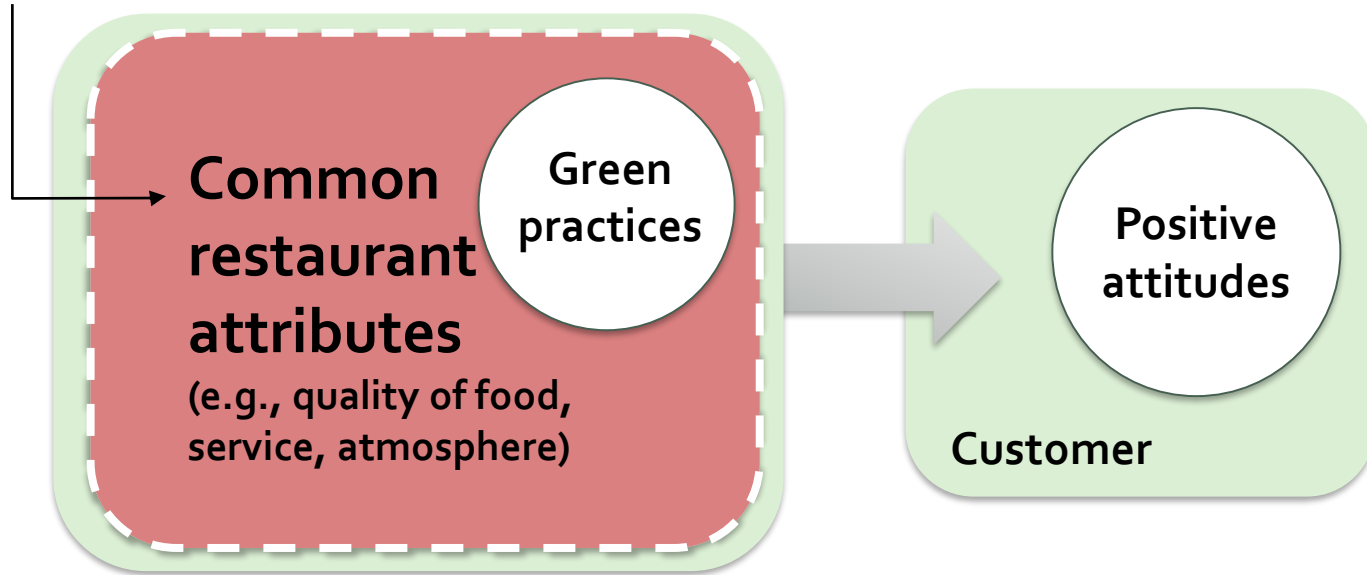 Common
restaurant
attributes
(e.g., quality of food,
service, atmosphere)
Green
practices
Positive
attitudes
Customer